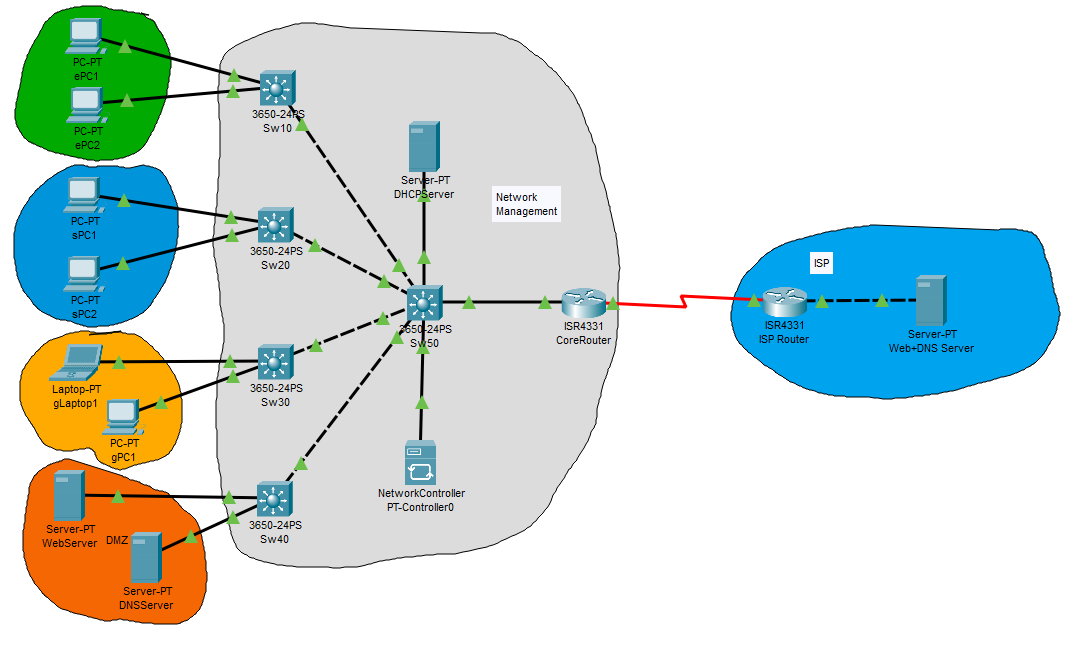 PC-PT
ePC1
PC-PT
ePC2
3650-24PS
Sw10
Server-PT
DHCPServer
Network
Management
PC-PT
sPC1
PC-PT
sPC2
3650-24PS
Sw20
3650-24PS
Sw50
ISR4331
CoreRouter
ISP
ISR4331
ISP Router
Server-PT
Web+DNS Server
Laptop-PT
gLaptop1
PC-PT
gPC1
3650-24PS
Sw30
NetworkController
PT-Controller0
Server-PT
WebServer
DMZ
Server-PT
DNSServer
3650-24PS
Sw40